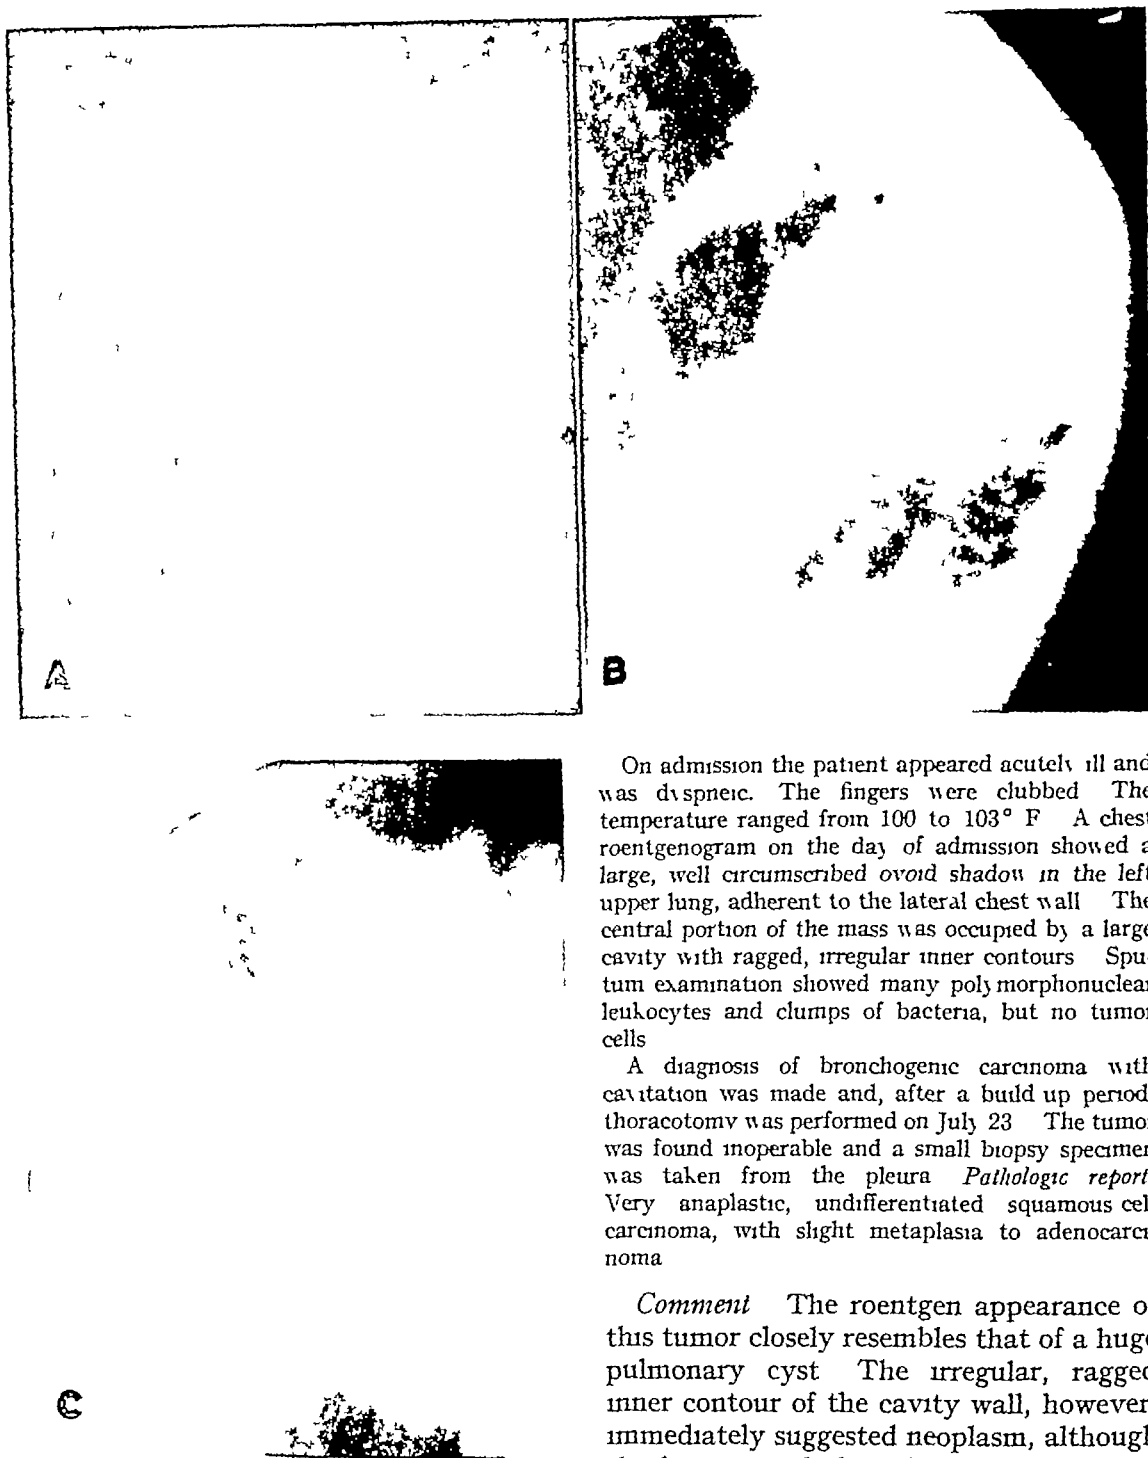 A
B
On admission the patient appeared acutely ill and
was dyspneic. The fingers were clubbed The
temperature ranged from 100 to 103° F A chest
roentgenogram on the day of admission showed a
large, well circumscribed ovoid shadow in the left
upper lung, adherent to the lateral chest wall The
central portion of the mass was occupied by a large
cavity with ragged, irregular inner contours Spu
tum examination showed many polymorphonuclear
leukocytes and clumps of bacteria, but no tumor
cells
A diagnosis of bronchogenic carcinoma with
cavitation was made and, after a build up period,
thoracotomy was performed on July 23 The tumor
was found inoperable and a small biopsy specimen
was taken from the pleura Pathologic report
Very anaplastic, undifferentiated squamous cell
carcinoma, with slight metaplasia to adenocarci
noma
Comment The roentgen appearance of
this tumor closely resembles that of a huge
pulmonary cyst The irregular, ragged
inner contour of the cavity wall, however
immediately suggested neoplasm, although
C